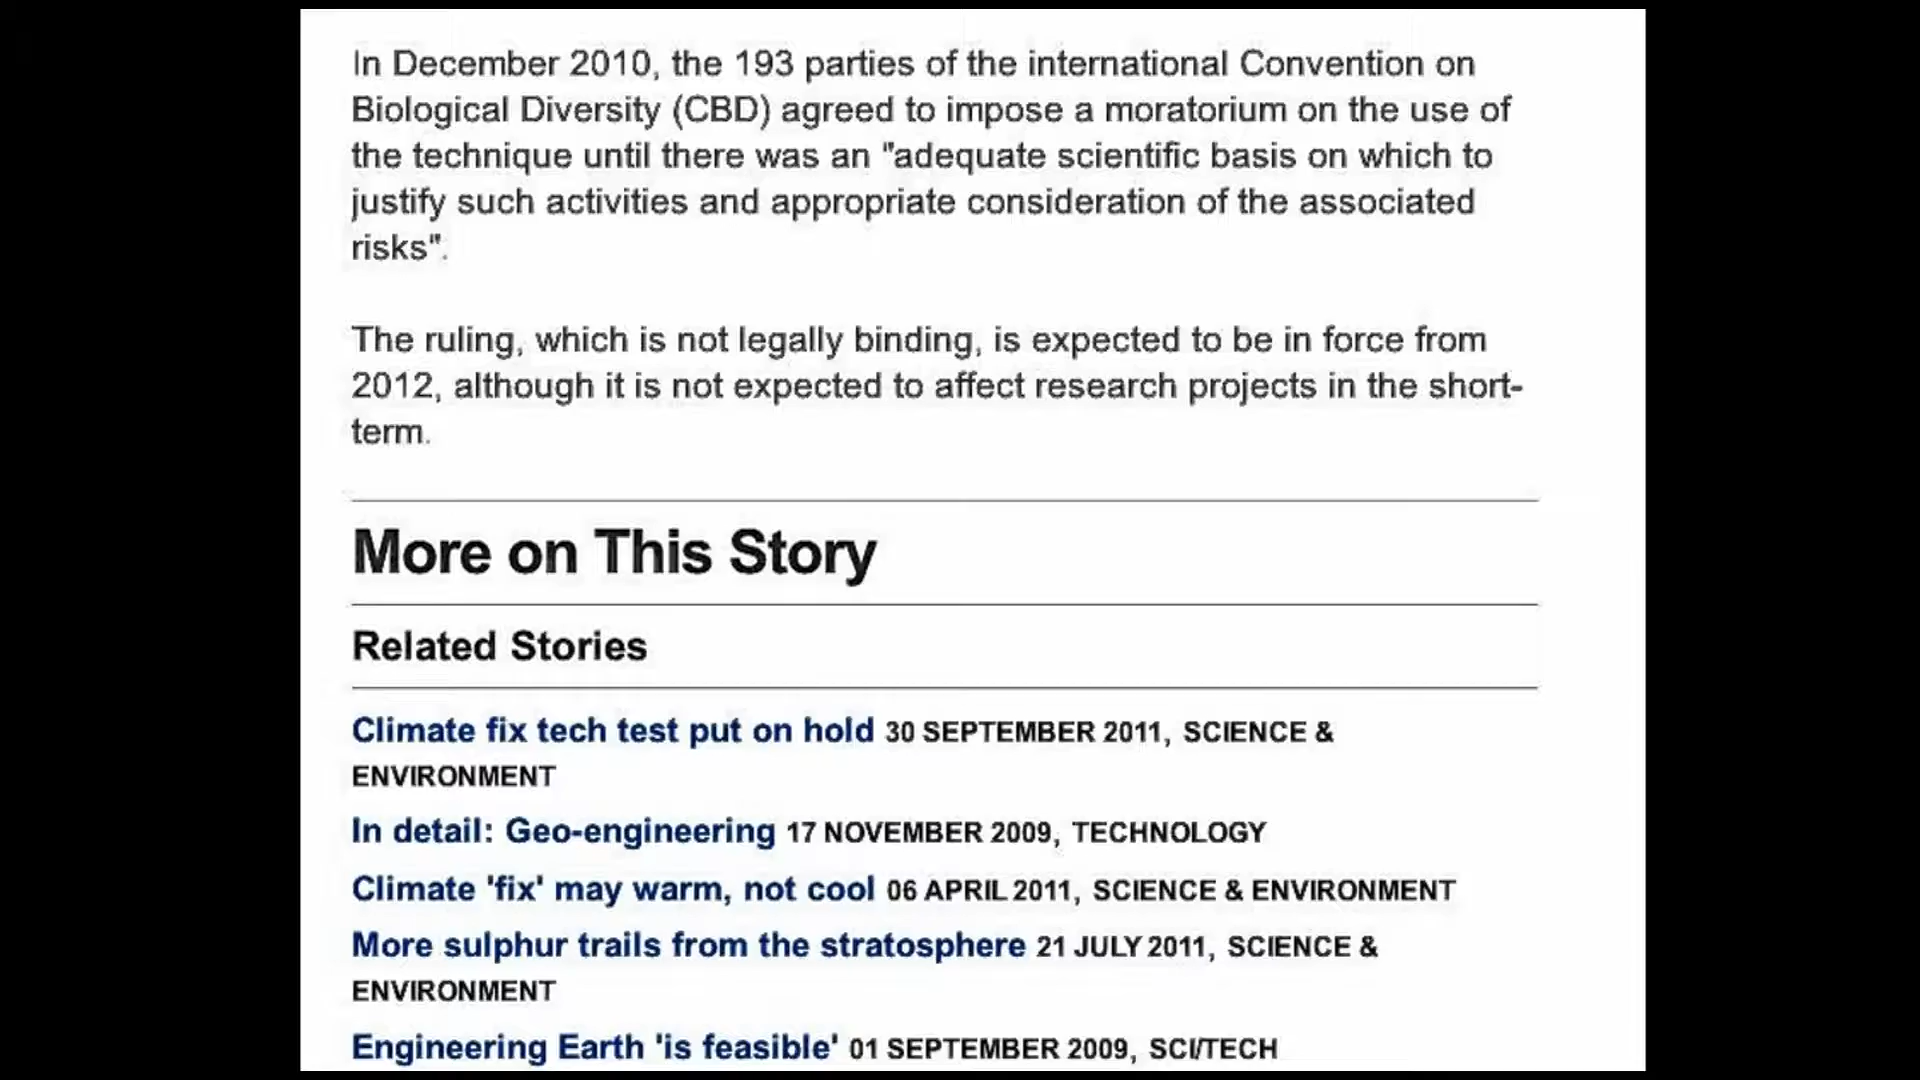 In December 2010, the 193 parties of the international Convention on
Biological Diversity (CBD) agreed to impose a moratorium on the use of
the technique until there was an "adequate scientific basis on which to
justify such activities and appropriate consideration of the associated
risks".
The ruling, which is not legally binding, is expected to be in force from
2012, although it is not expected to affect research projects in the short-
term.
More on This Story
Related Stories
Climate fix tech test put on hold 30 SEPTEMBER 2011, SCIENCE &
ENVIRONMENT
In detail: Geo-engineering 17 NOVEMBER 2009, TECHNOLOGY
Climate 'fix' may warm, not cool 06 APRIL 2011, SCIENCE & ENVIRONMENT
More sulphur trails from the stratosphere 21 JULY 2011, SCIENCE &
ENVIRONMENT
Engineering Earth 'is feasible' 01 SEPTEMBER 2009, SCI/TECH